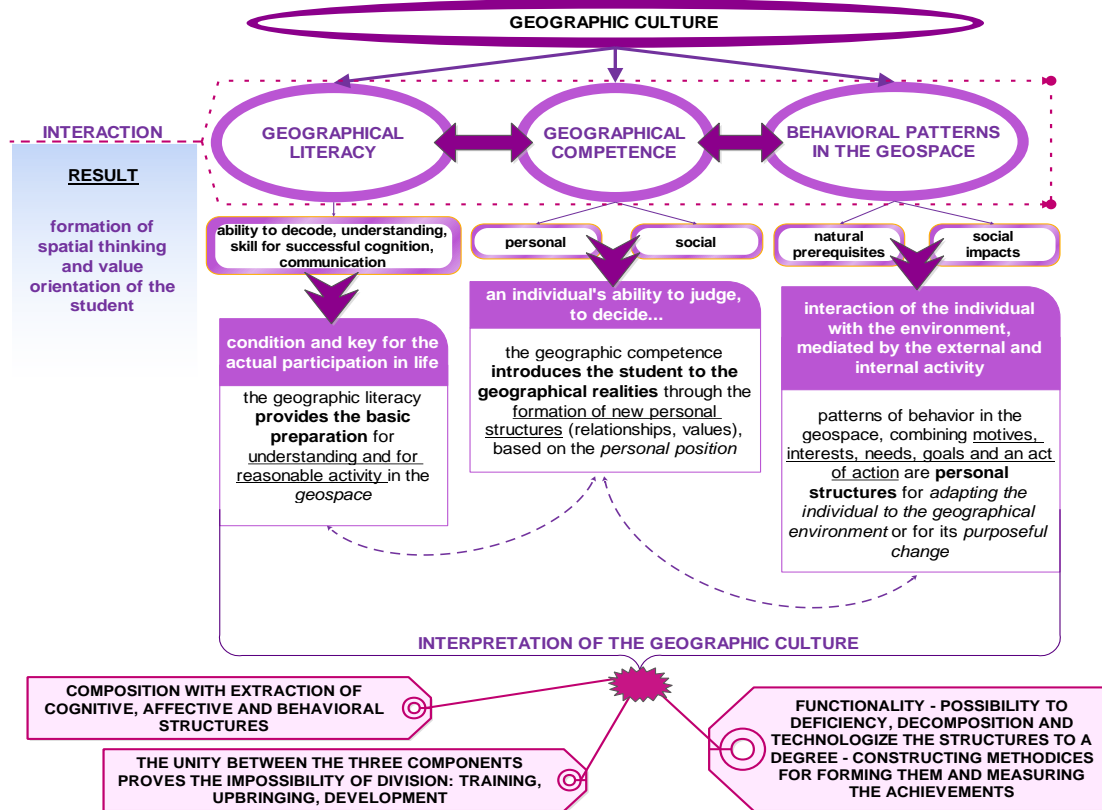 GEOGRAPHIC CULTURE
INTERACTION
RESULT
formation of
spatial thinking
and value
orientation of the
student
GEOGRAPHICAL
LITERACY
GEOGRAPHICAL
COMPETENCE
BEHAVIORAL PATTERNS
IN THE GEOSPACE
ability to decode, understanding,
skill for successful cognition,
communication
personal
social
natural
prerequisites
social
impacts
condition and key for the
actual participation in life
the geographic literacy
provides the basic
preparation for
understanding and for
reasonable activity in the
geospace
an individual's ability to judge,
to decide...
the geographic competence
introduces the student to the
geographical realities through the
formation of new personal
structures (relationships, values),
based on the personal position
interaction of the individual
with the environment,
mediated by the external and
internal activity
patterns of behavior in the
geospace, combining motives,
interests, needs, goals and an act
of action are personal
structures for adapting the
individual to the geographical
environment or for its purposeful
change
INTERPRETATION OF THE GEOGRAPHIC CULTURE
COMPOSITION WITH EXTRACTION OF
COGNITIVE, AFFECTIVE AND BEHAVIORAL
STRUCTURES
THE UNITY BETWEEN THE THREE COMPONENTS
PROVES THE IMPOSSIBILITY OF DIVISION: TRAINING,
UPBRINGING, DEVELOPMENT
FUNCTIONALITY - POSSIBILITY TO
DEFICIENCY, DECOMPOSITION AND
TECHNOLOGIZE THE STRUCTURES TO A
DEGREE - CONSTRUCTING METHODICES
FOR FORMING THEM AND MEASURING
THE ACHIEVEMENTS